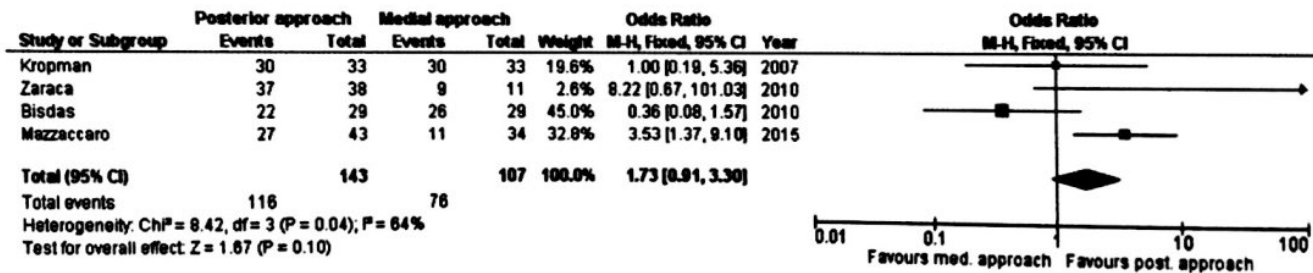 Posterior approach Medial approach Odds Ratio Odds Ratio
Study or Subgroup Events Total Events Total Weight M-H, Fixed, 95% CI Year M-H, Fixed, 95% CI
Kropman 30 33 30 33 19.6% 1.00 [0.19, 5.36] 2007
Zaraca 37 38 9 11 2.6% 8.22 [0.67, 101.03] 2010
Bisdas 22 29 26 29 45.0% 0.36 [0.08, 1.57] 2010
Mazzaccaro 27 43 11 34 32.8% 3.53 [1.37, 9.10] 2015
Total (95% CI) 143 107 100.0% 1.73 [0.91, 3.30]
Total events 116 76
Heterogeneity: Chi² = 8.42, df = 3 (P = 0.04); I² = 64%
Test for overall effect: Z = 1.67 (P = 0.10)
0.01 0.1 1 10 100
Favours med. approach Favours post. approach